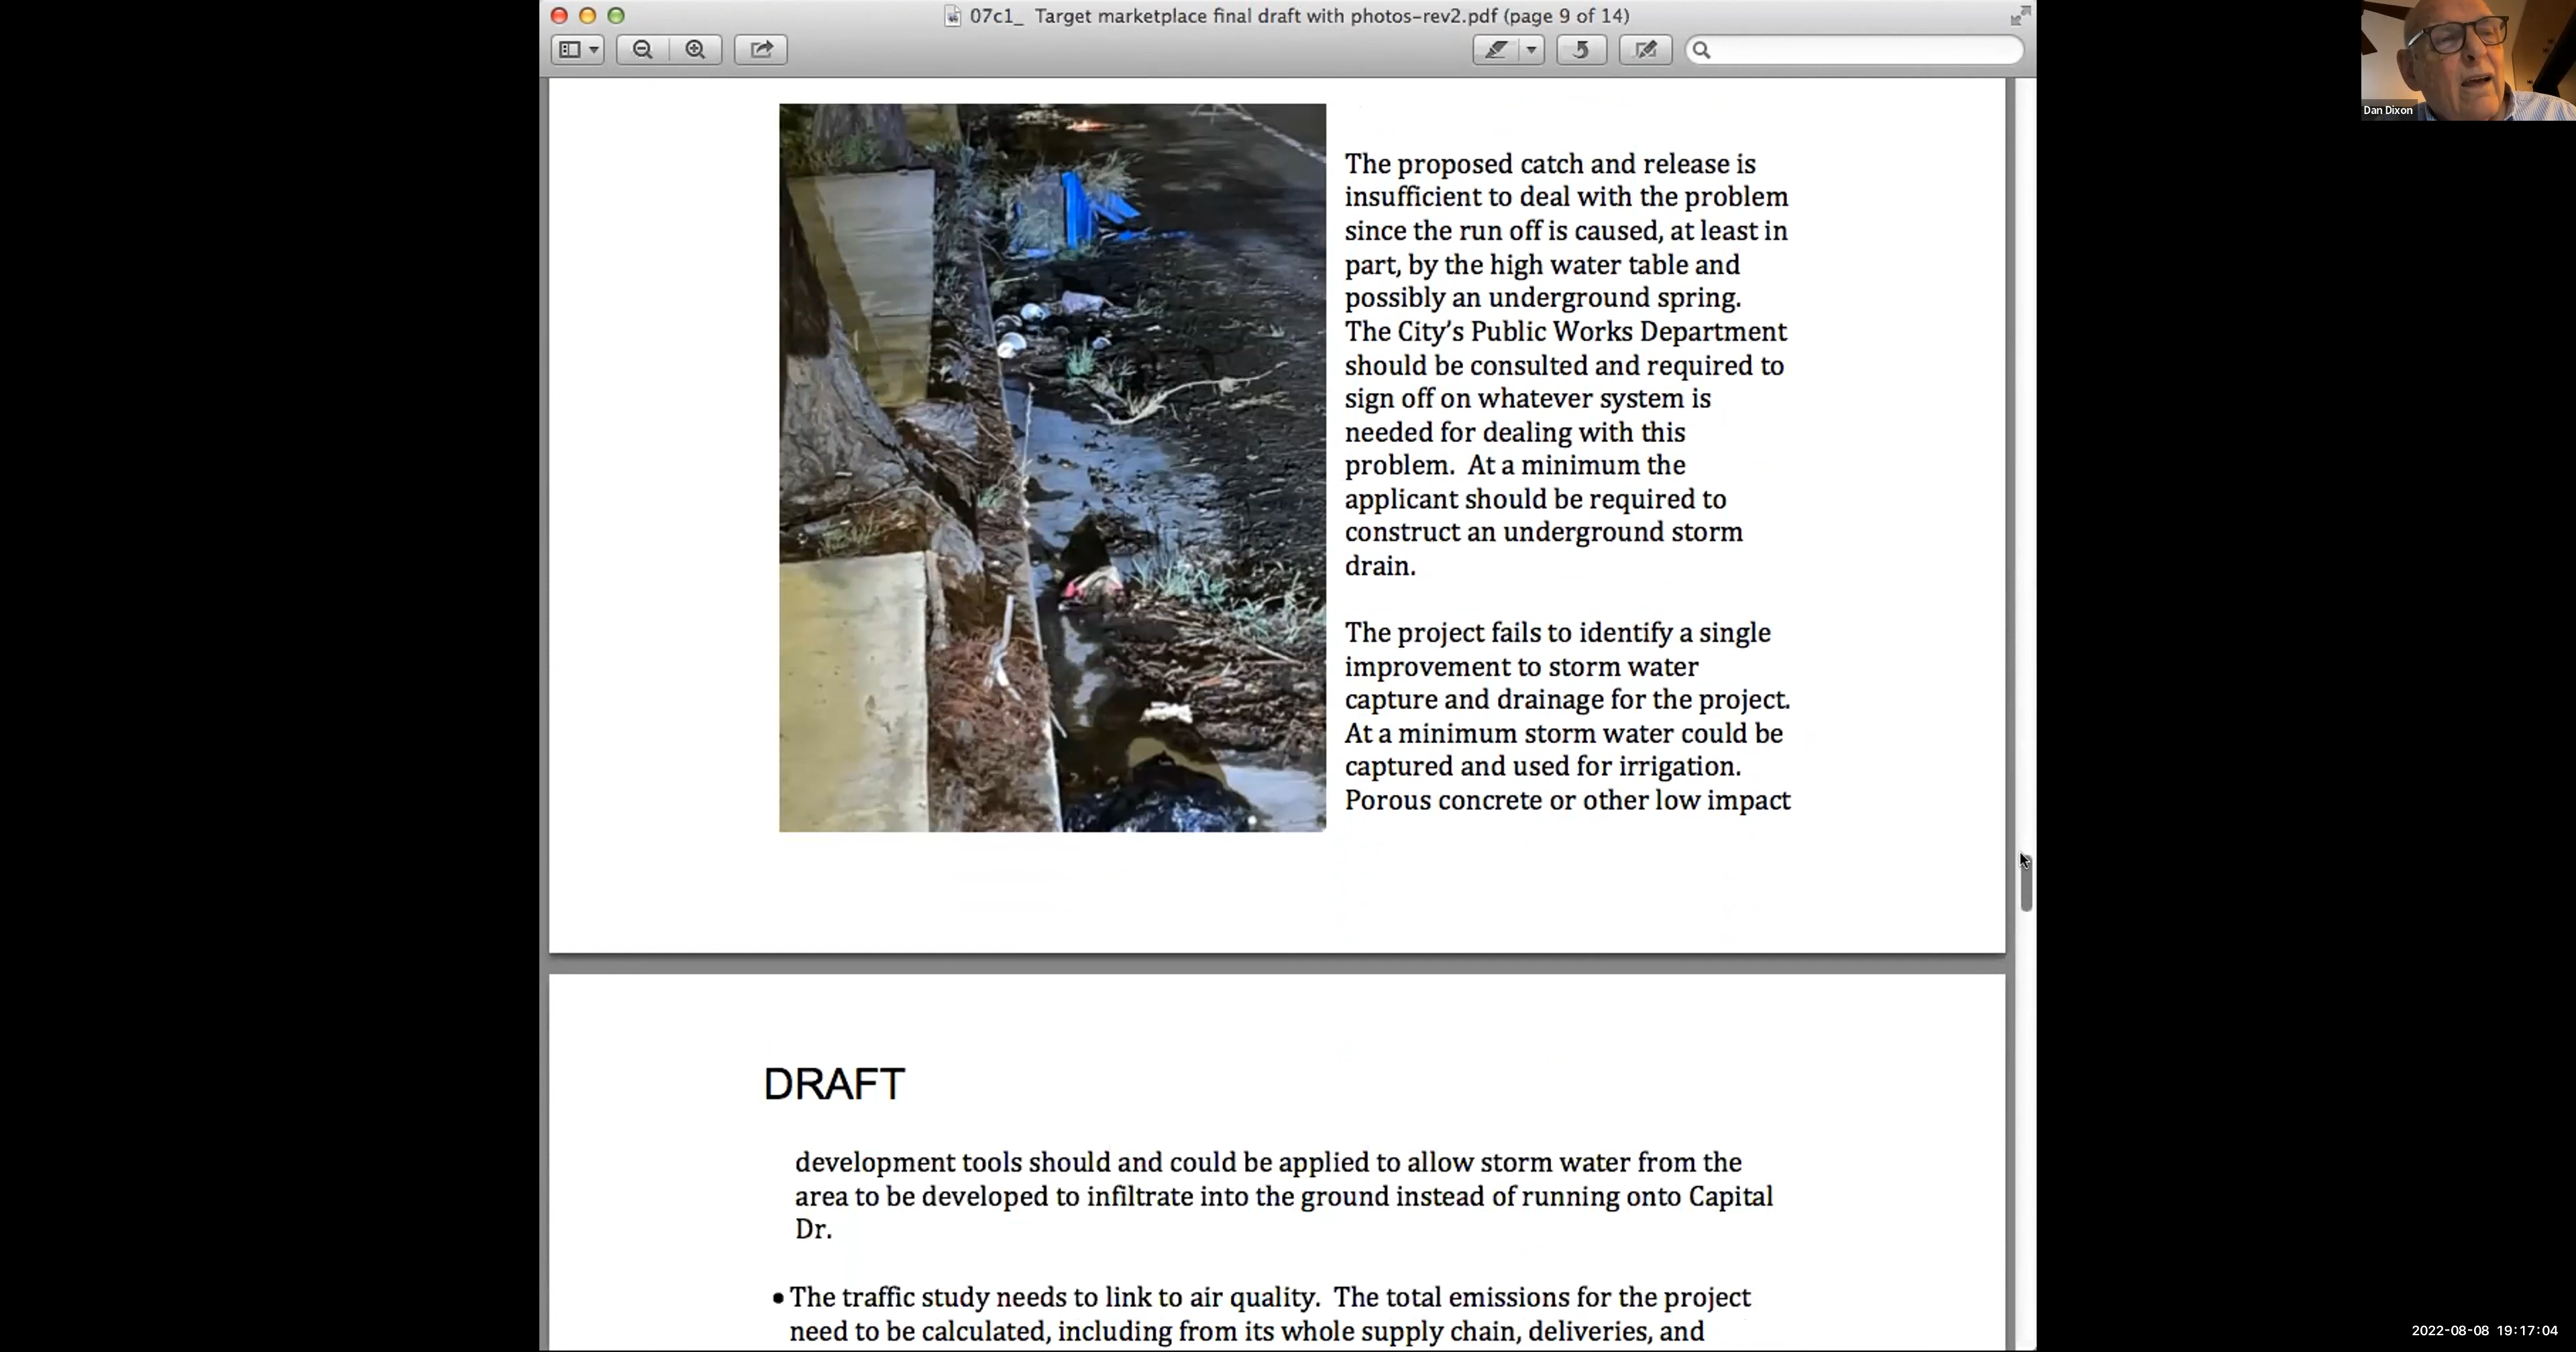 07c1_ Target marketplace final draft with photos-rev2.pdf (page 9 of 14)
Dan Dixon
The proposed catch and release is
insufficient to deal with the problem
since the run off is caused, at least in
part, by the high water table and
possibly an underground spring.
The City's Public Works Department
should be consulted and required to
sign off on whatever system is
needed for dealing with this
problem.  At a minimum the
applicant should be required to
construct an underground storm
drain.
The project fails to identify a single
improvement to storm water
capture and drainage for the project.
At a minimum storm water could be
captured and used for irrigation.
Porous concrete or other low impact
DRAFT
development tools should and could be applied to allow storm water from the
area to be developed to infiltrate into the ground instead of running onto Capital
Dr.
• The traffic study needs to link to air quality.  The total emissions for the project
need to be calculated, including from its whole supply chain, deliveries, and
2022-08-08 19:17:04